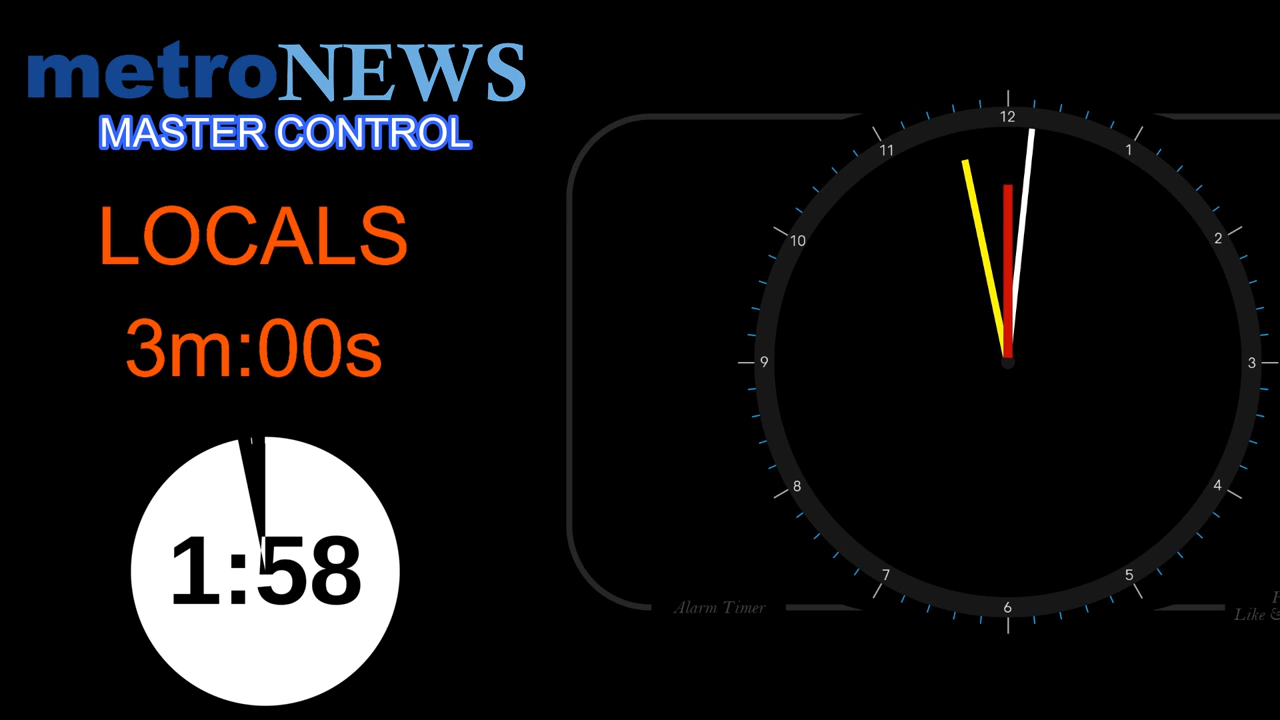 metroNEWS
MASTER CONTROL
LOCALS
3m:00s
1:58
12
1
2
3
4
5
6
7
8
9
10
11
Alarm Timer
Like &